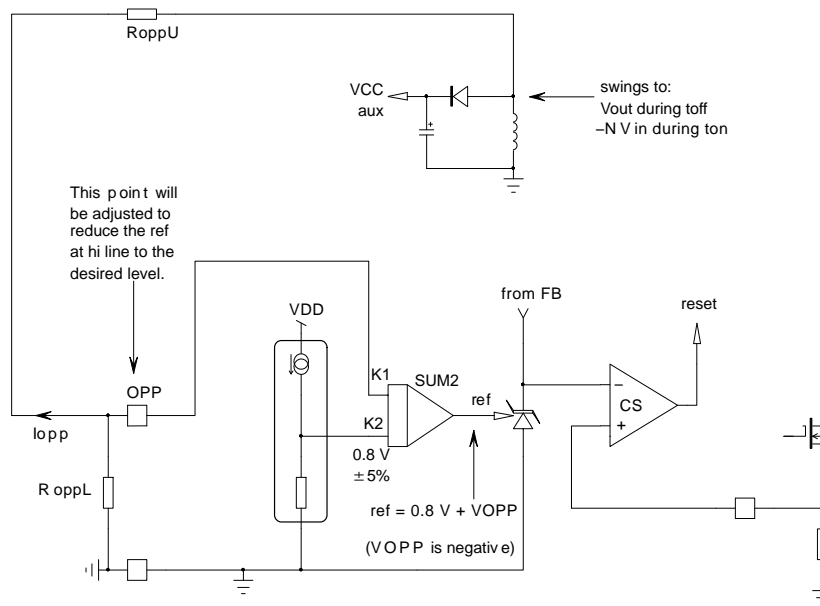 RoppU
VCC
aux
swings to:
Vout during toff
−N V in during ton
This point will
be adjusted to
reduce the ref
at hi line to the
desired level.
from FB
reset
VDD
OPP
K1
SUM2
ref
CS
−
+
K2
Iopp
0.8 V
±5%
RoppL
ref = 0.8 V + VOPP
(VOPP is negative)
+